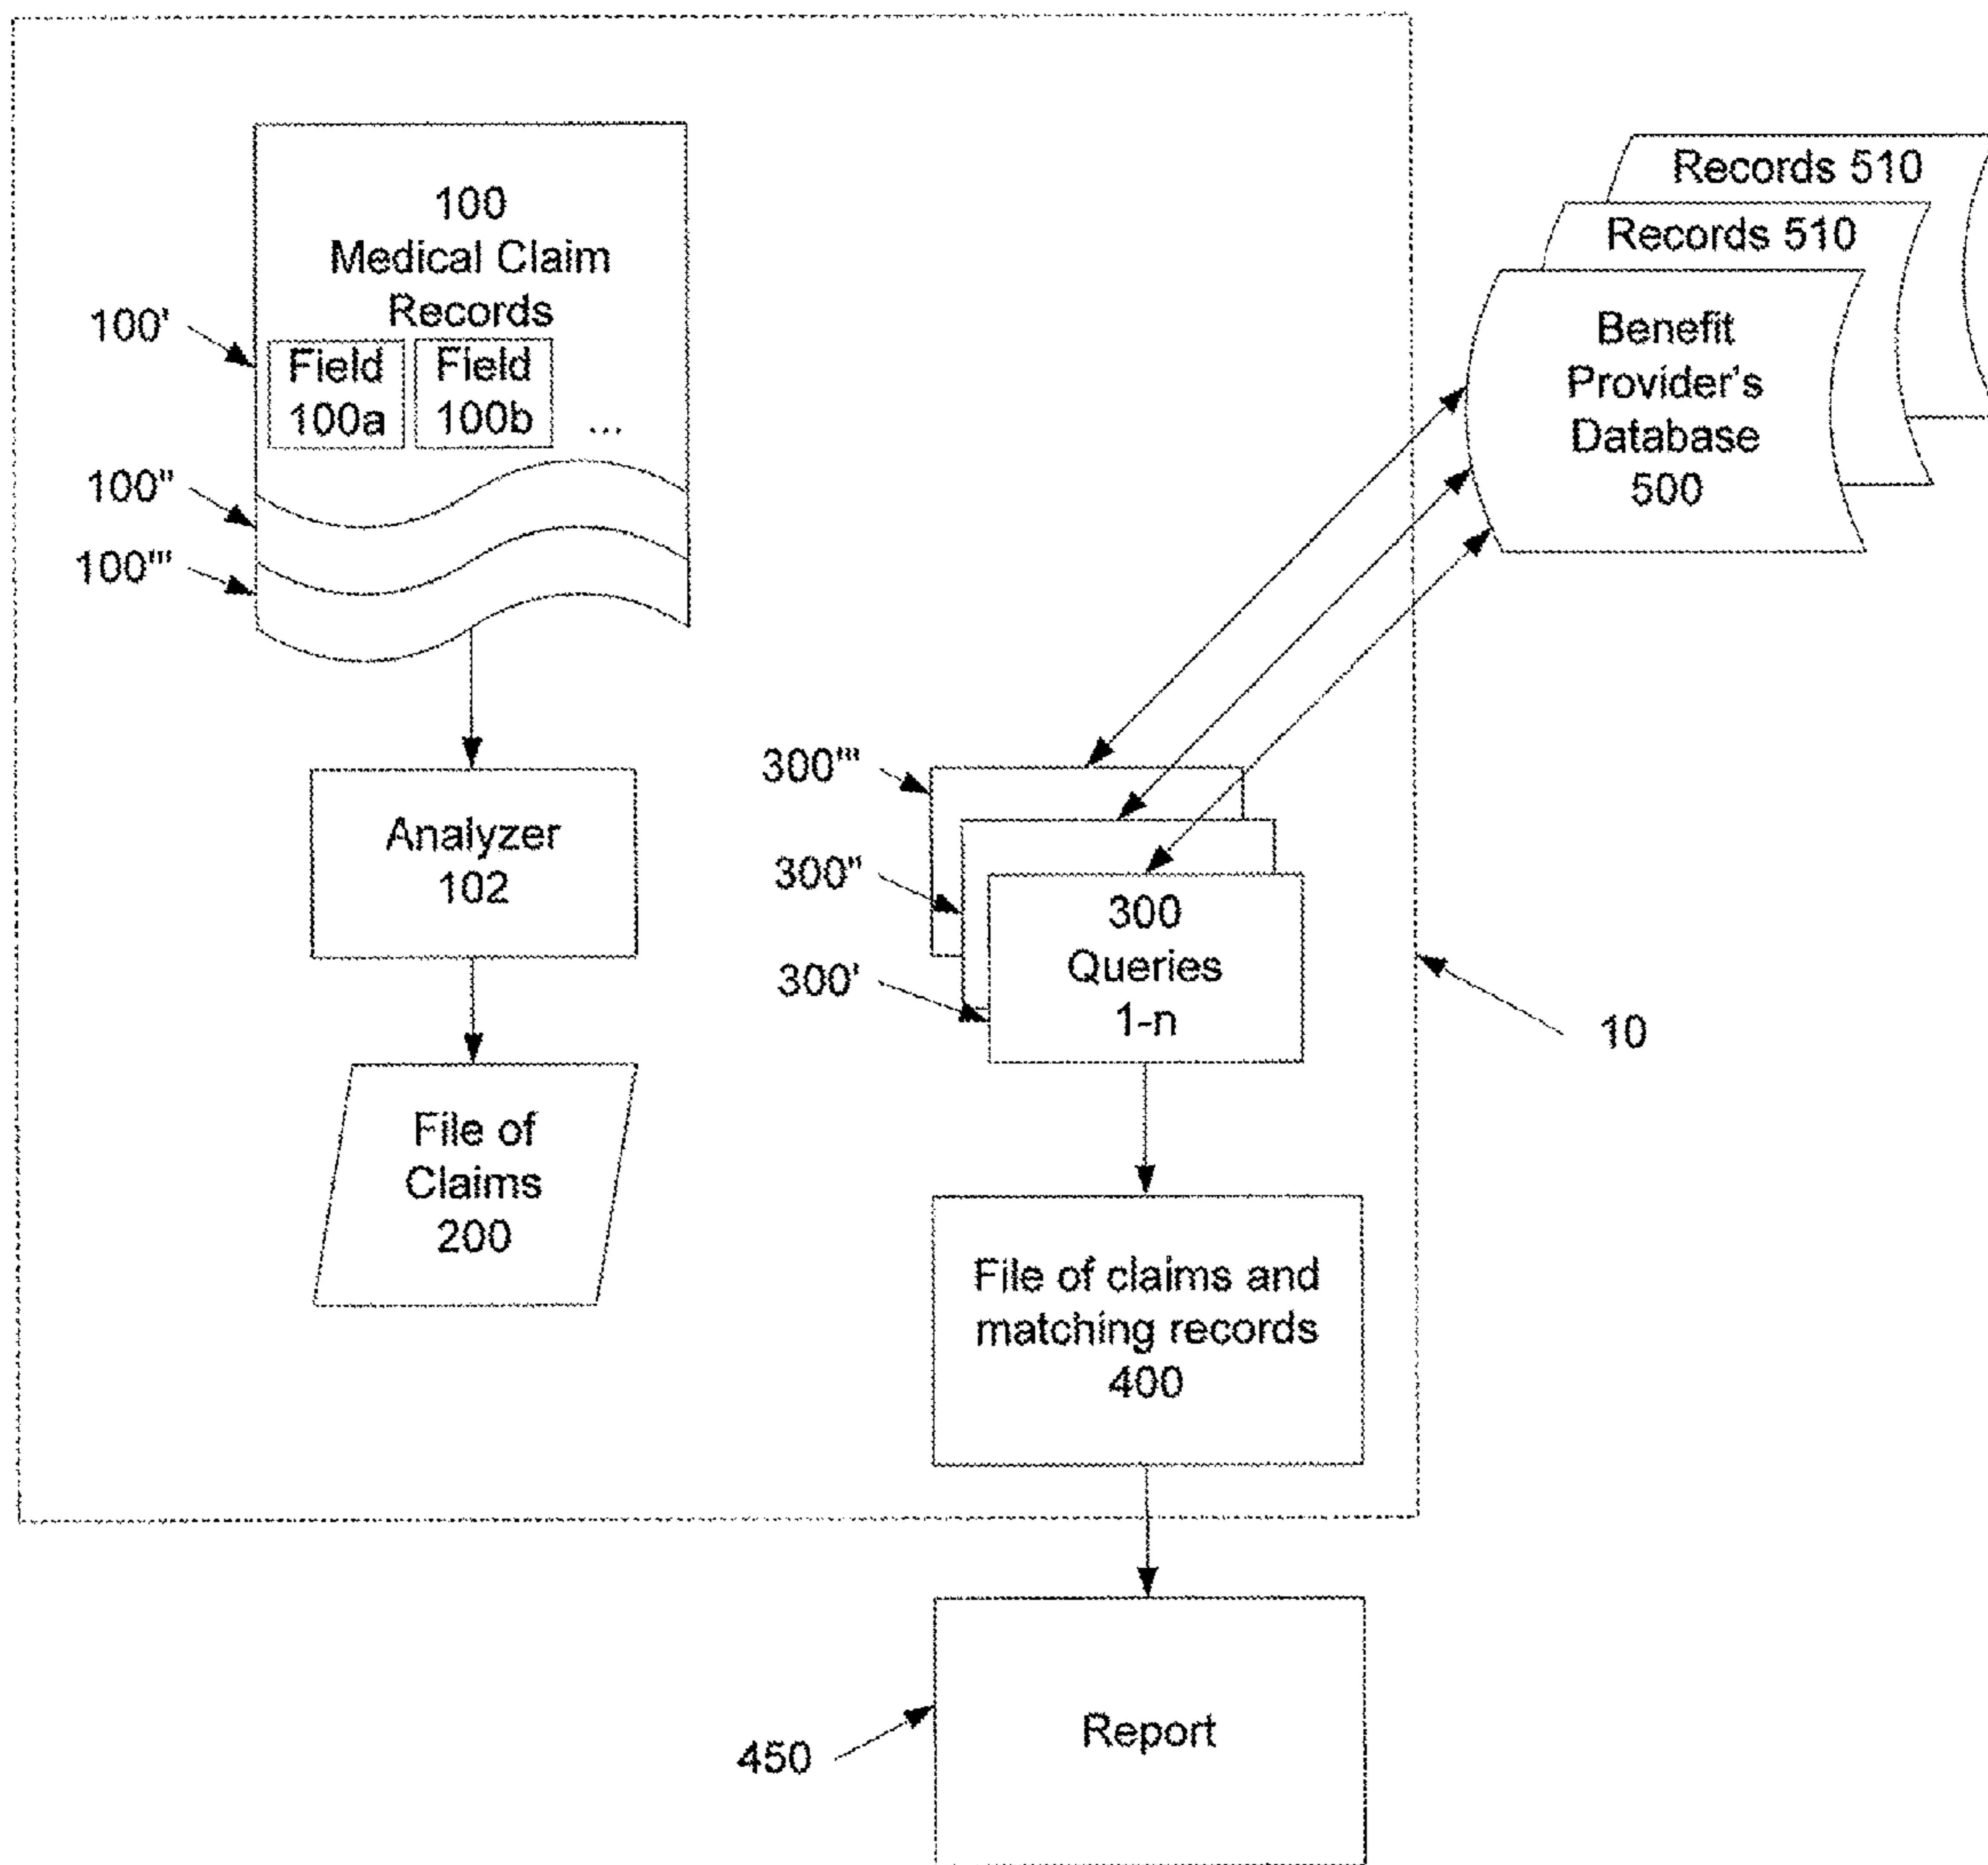 100
Medical Claim
Records
100'
Field
100a
Field
100b
...
100"
100'"
Records 510
Records 510
Benefit
Provider's
Database
500
Analyzer
102
File of
Claims
200
300'"
300"
300'
300
Queries
1-n
10
File of claims and
matching records
400
450
Report